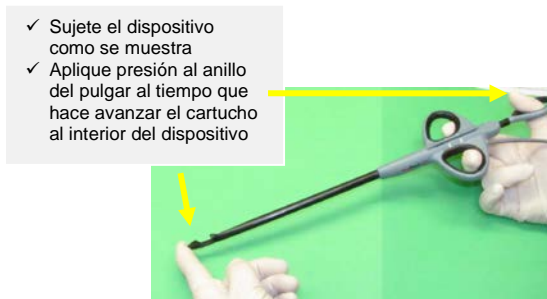 ✓ Sujete el dispositivo
como se muestra
✓ Aplique presión al anillo
del pulgar al tiempo que
hace avanzar el cartucho
al interior del dispositivo